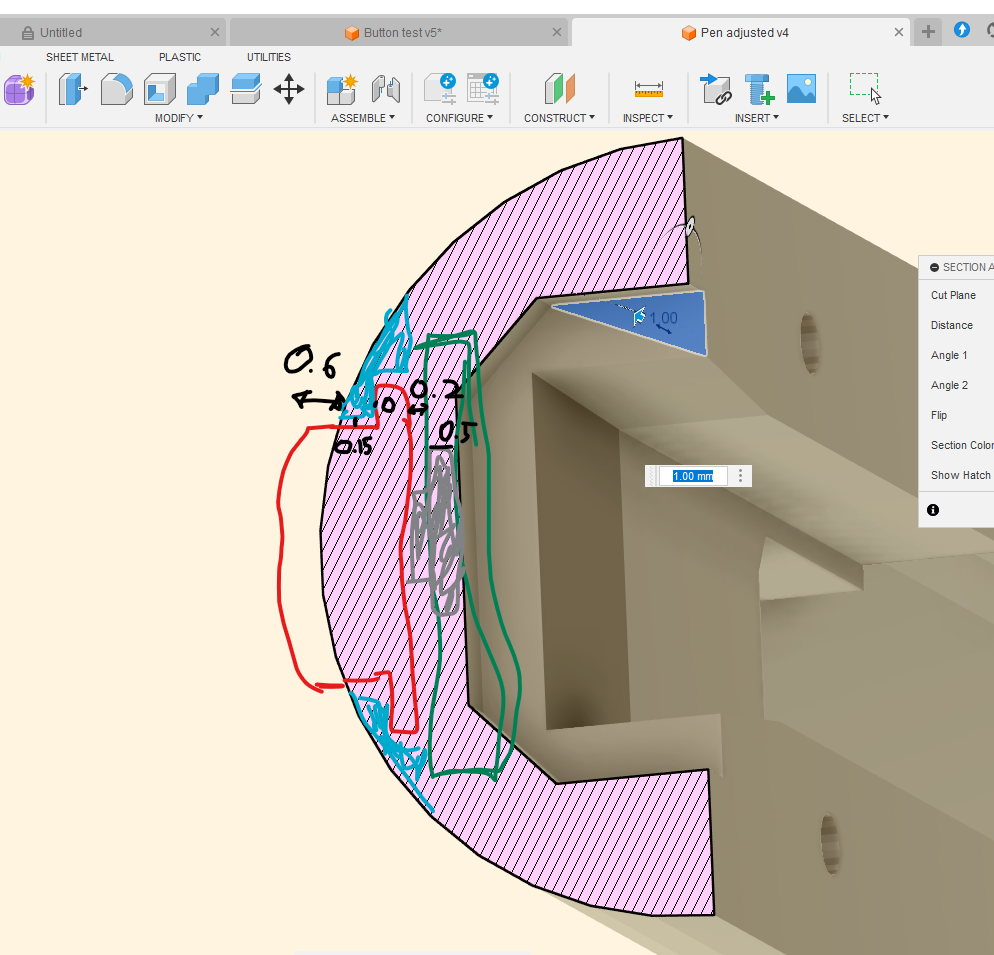 Untitled
Button test v5*
Pen adjusted v4
SHEET METAL
PLASTIC
UTILITIES
MODIFY
ASSEMBLE
CONFIGURE
CONSTRUCT
INSPECT
INSERT
SELECT
SECTION A
Cut Plane
Distance
Angle 1
Angle 2
Flip
Section Color
Show Hatch
1.00
1.00 mm
0.6
0
0.2
0.15
0.5